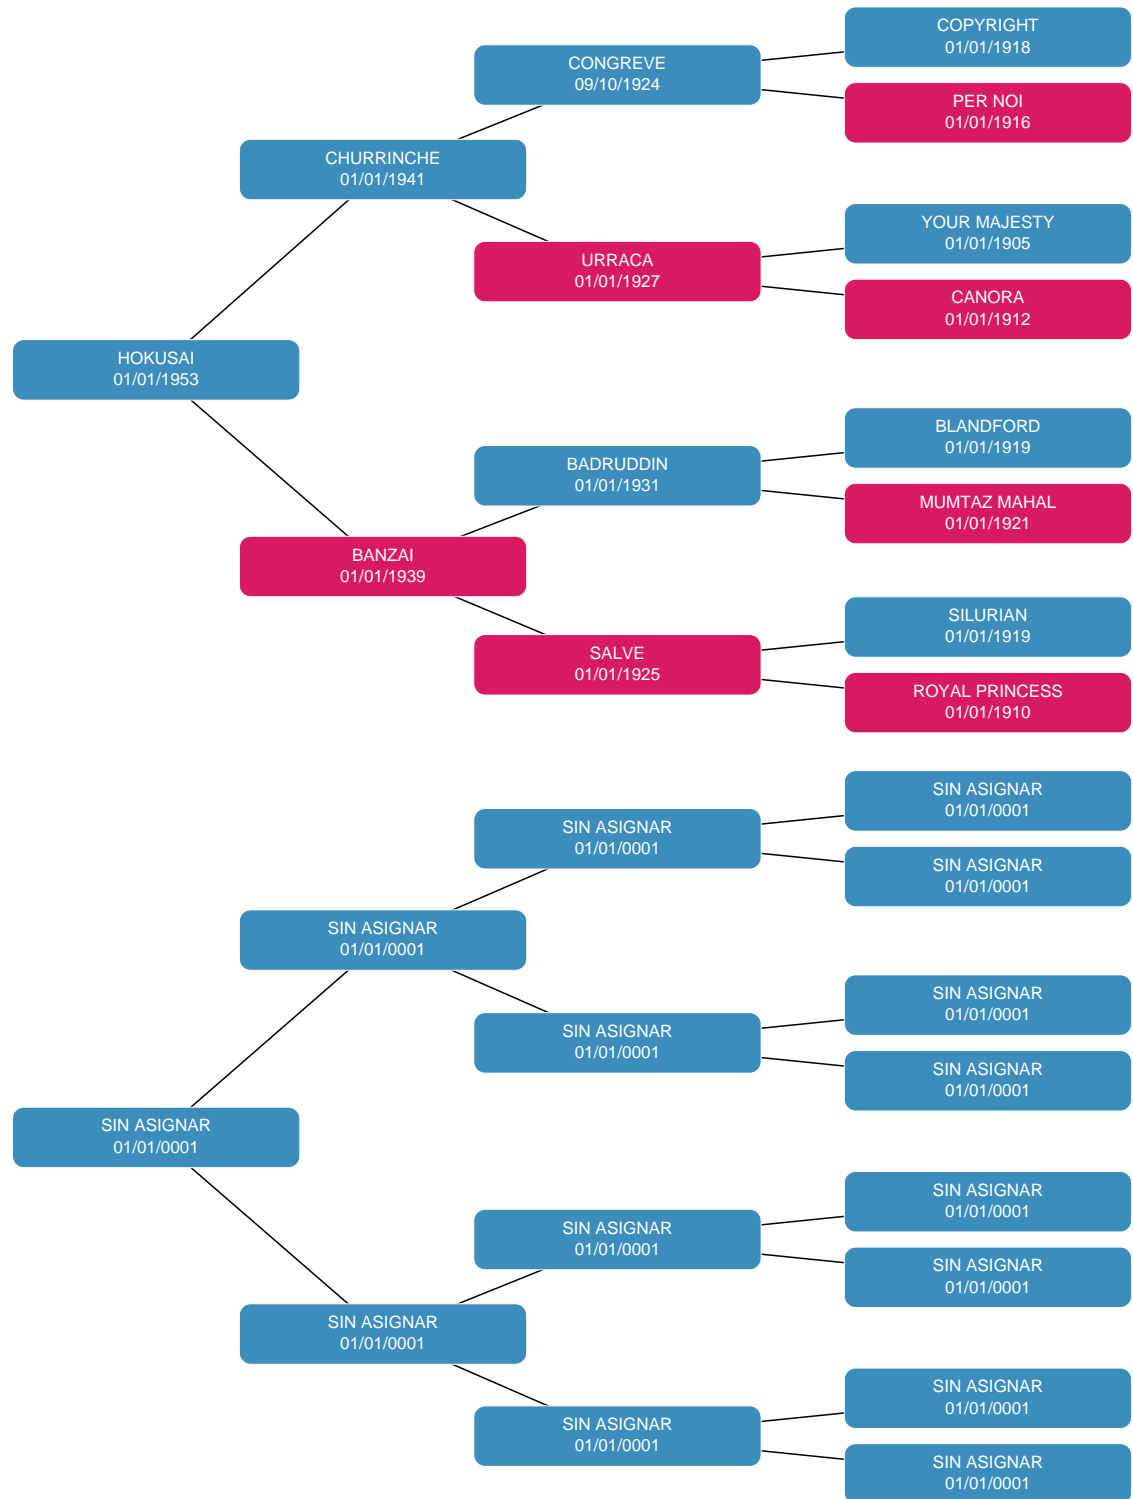 COPYRIGHT
01/01/1918
CONGREVE
09/10/1924
PER NOI
01/01/1916
CHURRINCHE
01/01/1941
YOUR MAJESTY
01/01/1905
URRACA
01/01/1927
CANORA
01/01/1912
HOKUSAI
01/01/1953
BLANDFORD
01/01/1919
BADRUDDIN
01/01/1931
MUMTAZ MAHAL
01/01/1921
BANZAI
01/01/1939
SILURIAN
01/01/1919
SALVE
01/01/1925
ROYAL PRINCESS
01/01/1910
SIN ASIGNAR
01/01/0001
SIN ASIGNAR
01/01/0001
SIN ASIGNAR
01/01/0001
SIN ASIGNAR
01/01/0001
SIN ASIGNAR
01/01/0001
SIN ASIGNAR
01/01/0001
SIN ASIGNAR
01/01/0001
SIN ASIGNAR
01/01/0001
SIN ASIGNAR
01/01/0001
SIN ASIGNAR
01/01/0001
SIN ASIGNAR
01/01/0001
SIN ASIGNAR
01/01/0001
SIN ASIGNAR
01/01/0001
SIN ASIGNAR
01/01/0001
SIN ASIGNAR
01/01/0001